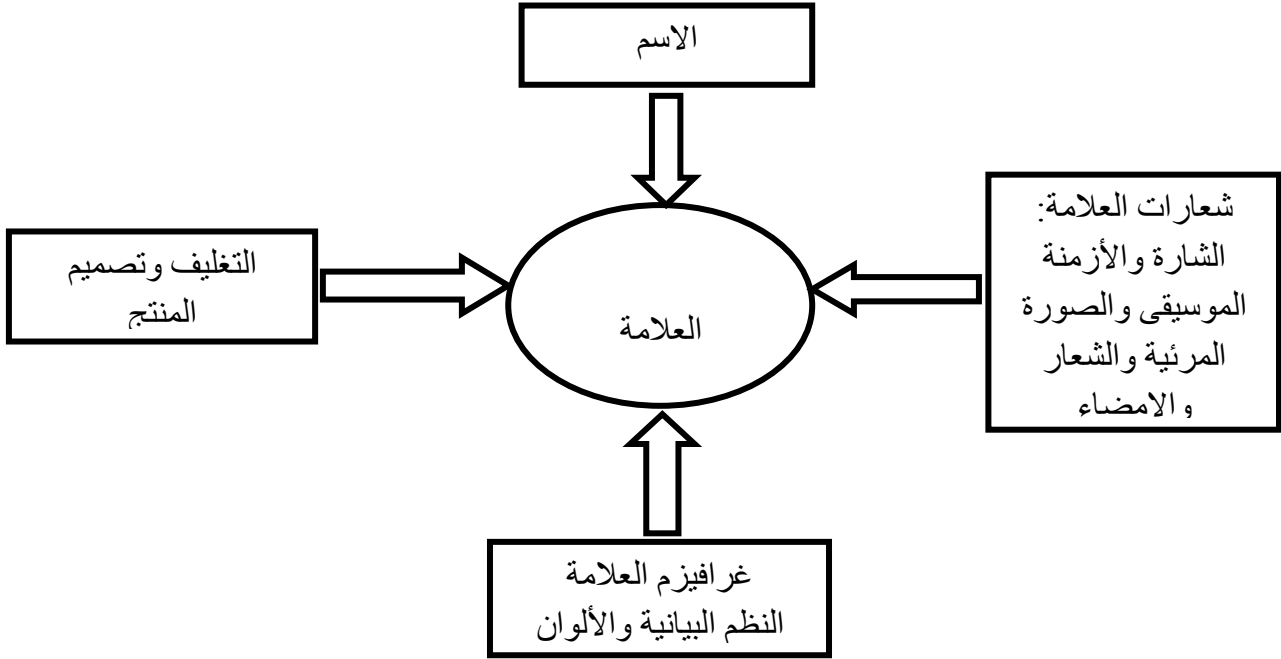 الاسم
شعارات العلامة:
الشارة والأزمنة
الموسيقى والصورة
المرئية والشعار
والامضاء
التغليف وتصميم
المنتج
العلامة
غرافيزم العلامة
النظم البيانية والألوان